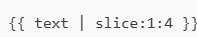 {{ text | slice:1:4 }}